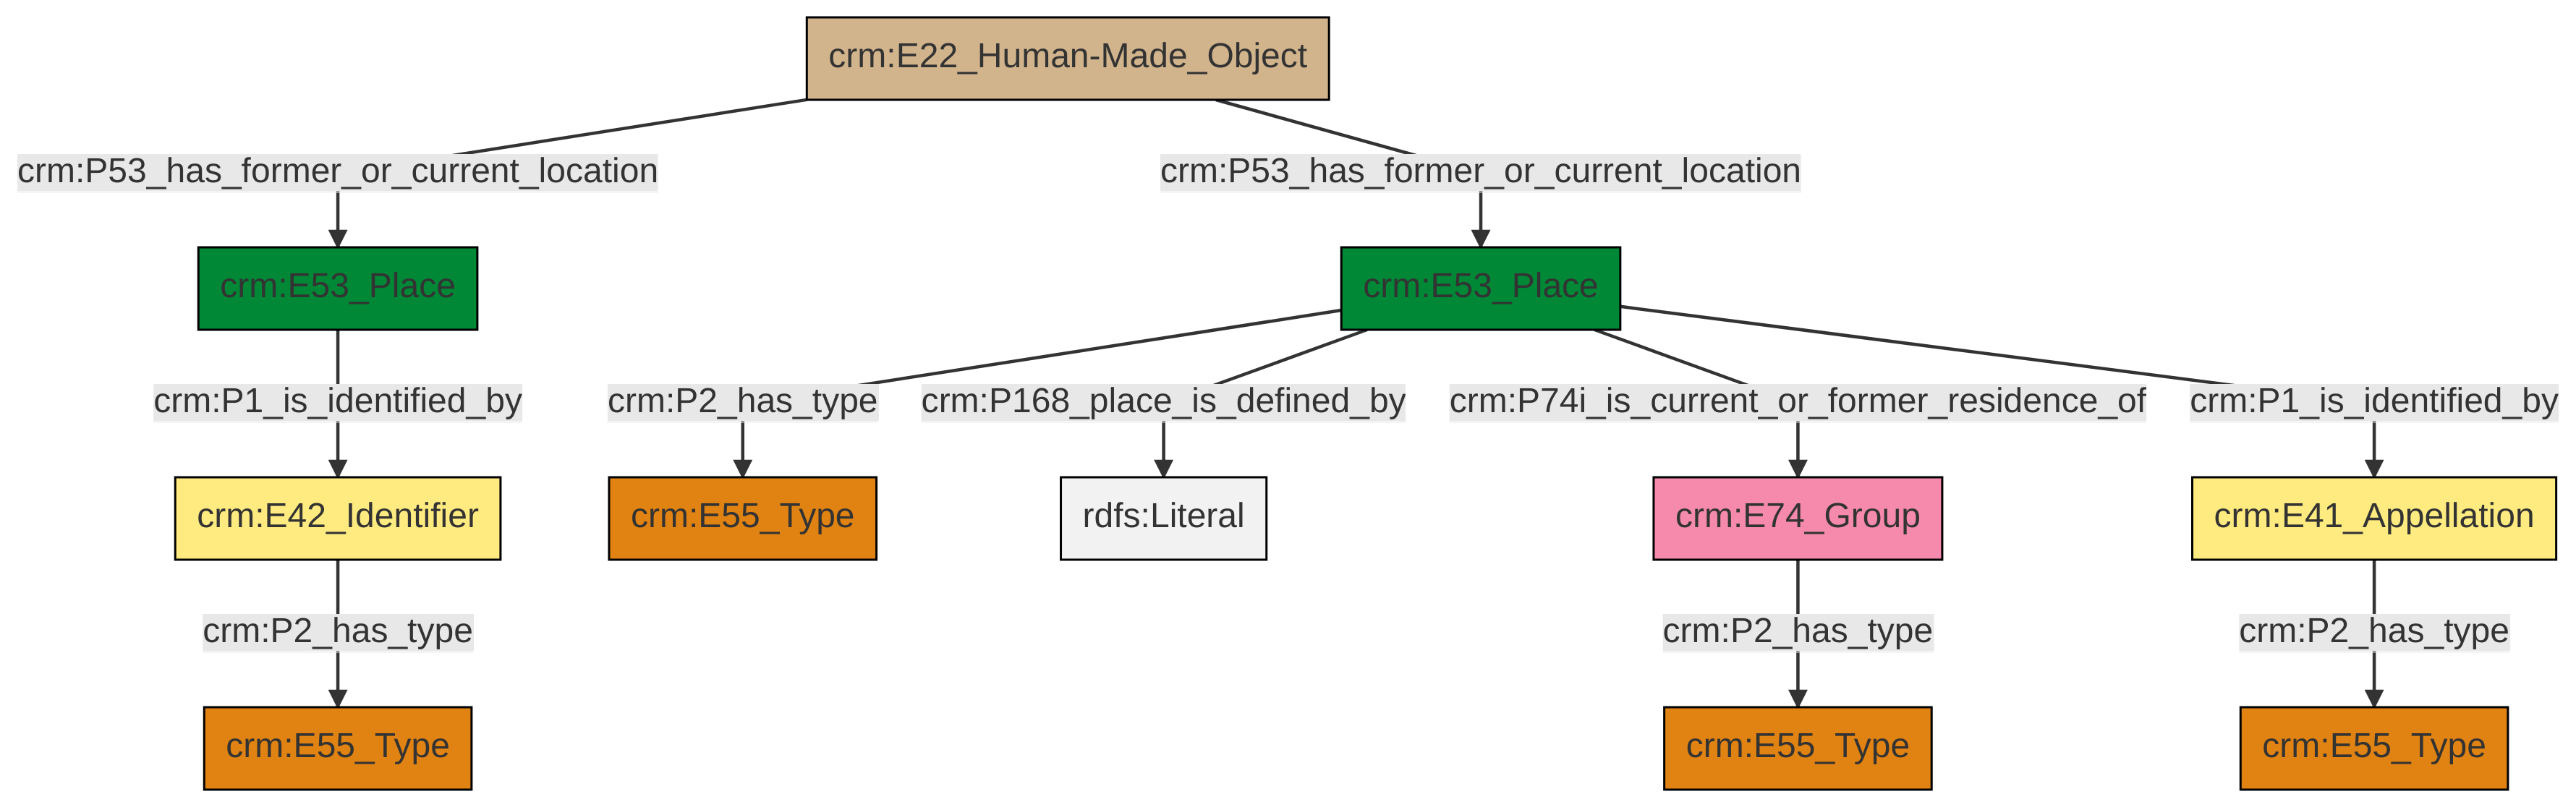 crm:E22_Human-Made_Object
crm:P53_has_former_or_current_location
crm:P53_has_former_or_current_location
crm:E53_Place
crm:E53_Place
crm:P1_is_identified_by
crm:P2_has_type
crm:P168_place_is_defined_by
crm:P74i_is_current_or_former_residence_of
crm:P1_is_identified_by
crm:E42_Identifier
crm:E55_Type
rdfs:Literal
crm:E74_Group
crm:E41_Appellation
crm:P2_has_type
crm:P2_has_type
crm:P2_has_type
crm:E55_Type
crm:E55_Type
crm:E55_Type